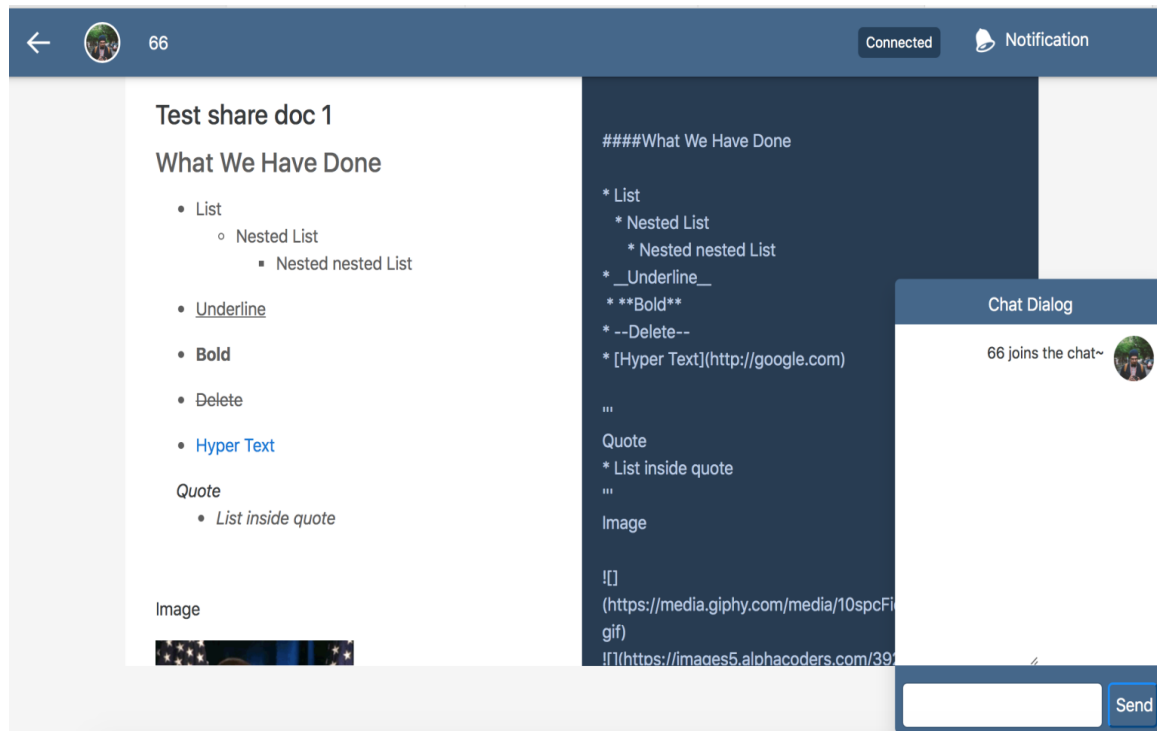 66
Connected
Notification
Test share doc 1
What We Have Done
List
Nested List
Nested nested List
Underline
Bold
Delete
Hyper Text
Quote
List inside quote
Image
####What We Have Done
* List
* Nested List
* Nested nested List
* __Underline__
* **Bold**
* --Delete--
* [Hyper Text](http://google.com)
'''
Quote
* List inside quote
'''
Image
![]
(https://media.giphy.com/media/10spcFi
gif)
![](https://images5.alphacoders.com/39
Chat Dialog
66 joins the chat~
Send